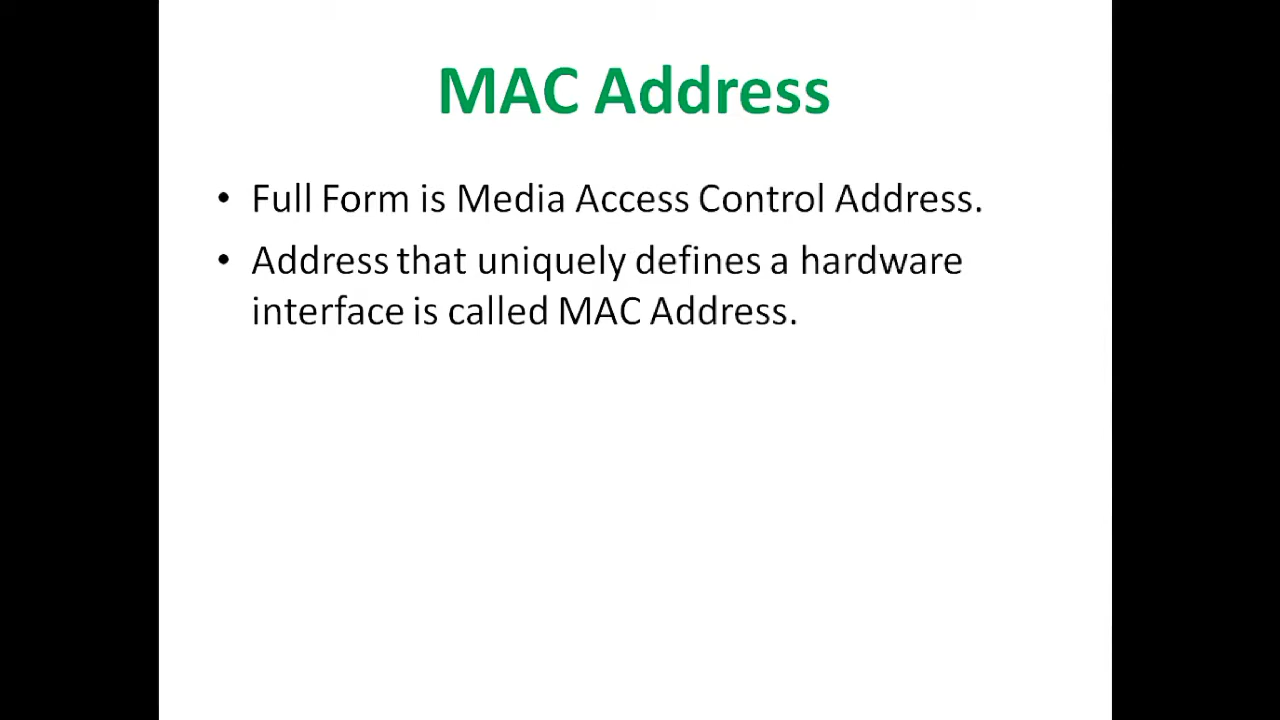 MAC Address
• Full Form is Media Access Control Address.
• Address that uniquely defines a hardware
interface is called MAC Address.